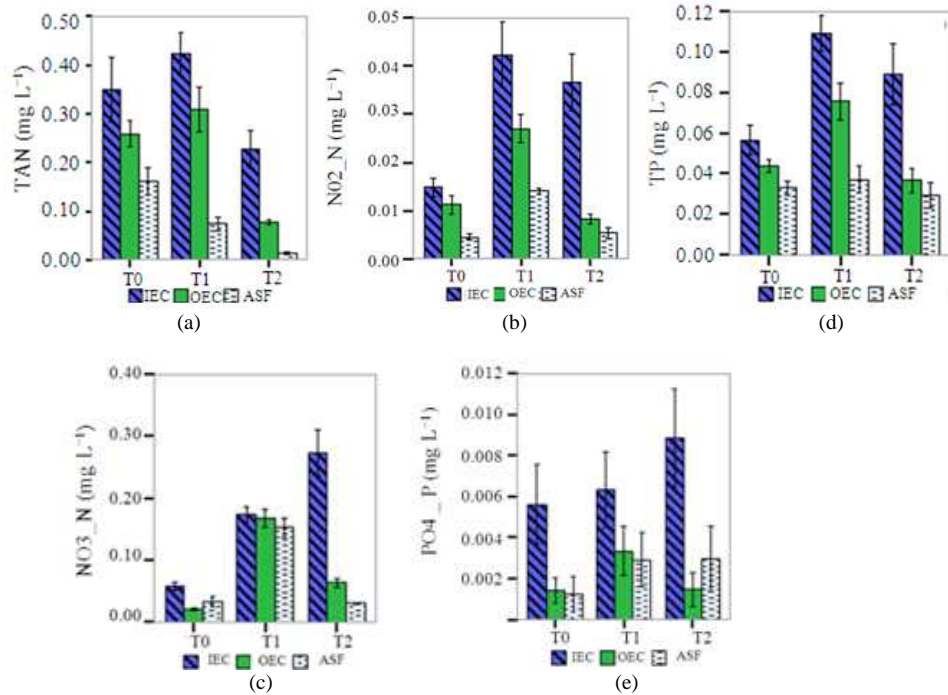 0.50
0.40
0.30
0.20
0.10
0.00
TAN (mg L⁻¹)
T0 T1 T2
IEC OEC ASF
(a)
0.05
0.04
0.03
0.02
0.01
0.00
N02_N (mg L⁻¹)
T0 T1 T2
IEC OEC ASF
(b)
0.12
0.10
0.08
0.06
0.04
0.02
0.00
TP (mg L⁻¹)
T0 T1 T2
IEC OEC ASF
(d)
0.40
0.30
0.20
0.10
0.00
NO3_N (mg L⁻¹)
T0 T1 T2
IEC OEC ASF
(c)
0.012
0.010
0.008
0.006
0.004
0.002
PO4_P (mg L⁻¹)
T0 T1 T2
IEC OEC ASF
(e)